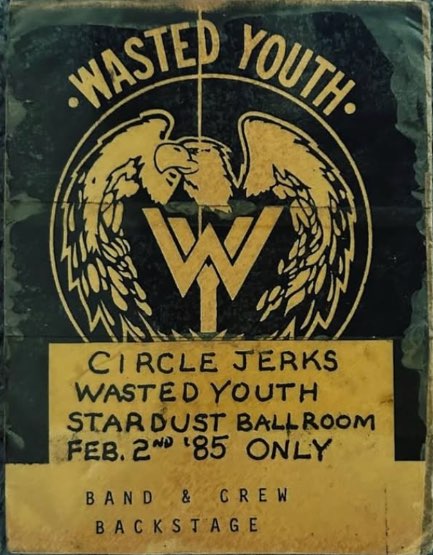 ·WASTED YOUTH·
WY
CIRCLE JERKS
WASTED YOUTH
STARDUST BALLROOM
FEB. 2ND '85 ONLY
BAND & CREW
BACKSTAGE